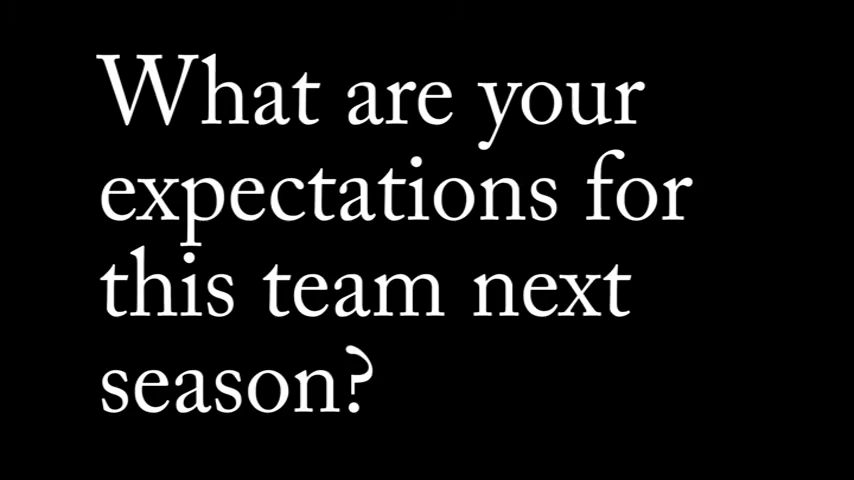 What are your
expectations for
this team next
season?